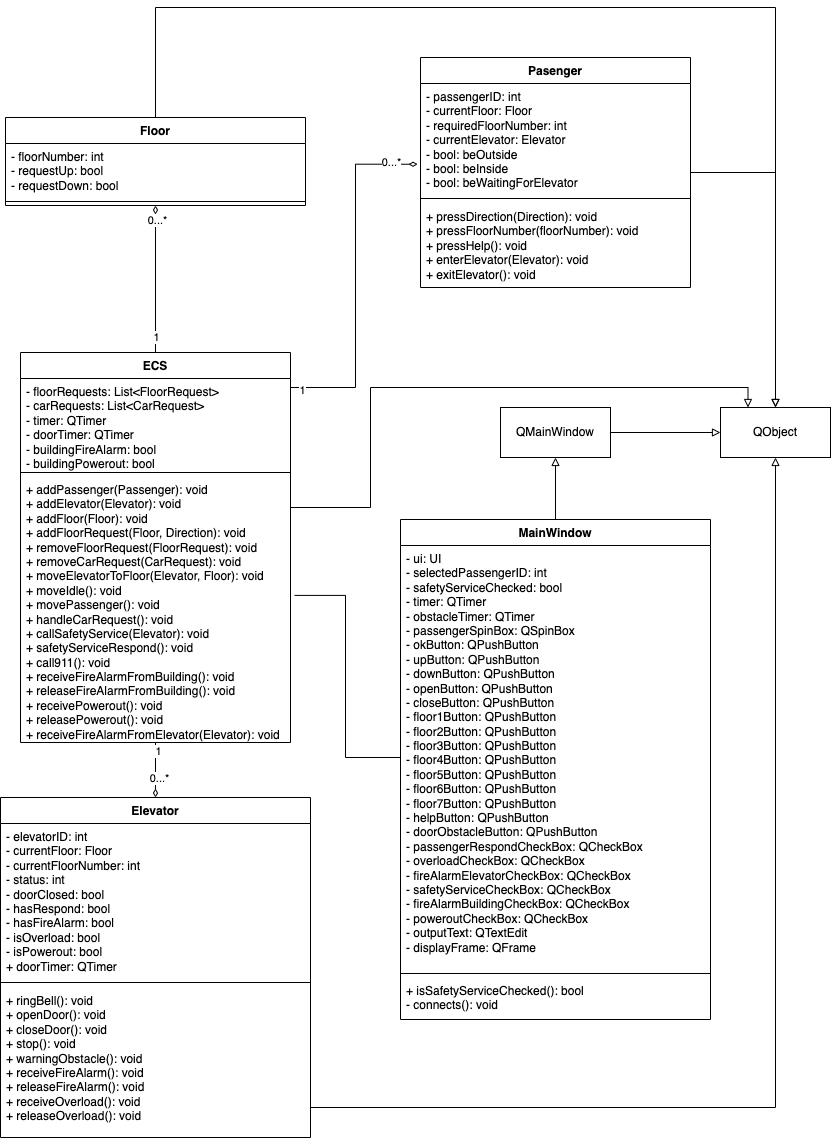 Pasenger
- passengerID: int
- currentFloor: Floor
- requiredFloorNumber: int
- currentElevator: Elevator
- bool: beOutside
- bool: beInside
- bool: beWaitingForElevator
+ pressDirection(Direction): void
+ pressFloorNumber(floorNumber): void
+ pressHelp(): void
+ enterElevator(Elevator): void
+ exitElevator(): void
Floor
- floorNumber: int
- requestUp: bool
- requestDown: bool
0...*
0...*
1
1
ECS
- floorRequests: List<FloorRequest>
- carRequests: List<CarRequest>
- timer: QTimer
- doorTimer: QTimer
- buildingFireAlarm: bool
- buildingPowerout: bool
+ addPassenger(Passenger): void
+ addElevator(Elevator): void
+ addFloor(Floor): void
+ addFloorRequest(Floor, Direction): void
+ removeFloorRequest(FloorRequest): void
+ removeCarRequest(CarRequest): void
+ moveElevatorToFloor(Elevator, Floor): void
+ moveIdle(): void
+ movePassenger(): void
+ handleCarRequest(): void
+ callSafetyService(Elevator): void
+ safetyServiceRespond(): void
+ call911(): void
+ receiveFireAlarmFromBuilding(): void
+ releaseFireAlarmFromBuilding(): void
+ receivePowerout(): void
+ releasePowerout(): void
+ receiveFireAlarmFromElevator(Elevator): void
1
0...*
QMainWindow
QObject
MainWindow
- ui: UI
- selectedPassengerID: int
- safetyServiceChecked: bool
- timer: QTimer
- obstacleTimer: QTimer
- passengerSpinBox: QSpinBox
- okButton: QPushButton
- upButton: QPushButton
- downButton: QPushButton
- openButton: QPushButton
- closeButton: QPushButton
- floor1Button: QPushButton
- floor2Button: QPushButton
- floor3Button: QPushButton
- floor4Button: QPushButton
- floor5Button: QPushButton
- floor6Button: QPushButton
- floor7Button: QPushButton
- helpButton: QPushButton
- doorObstacleButton: QPushButton
- passengerRespondCheckBox: QCheckBox
- overloadCheckBox: QCheckBox
- fireAlarmElevatorCheckBox: QCheckBox
- safetyServiceCheckBox: QCheckBox
- fireAlarmBuildingCheckBox: QCheckBox
- poweroutCheckBox: QCheckBox
- outputText: QTextEdit
- displayFrame: QFrame
+ isSafetyServiceChecked(): bool
- connects(): void
Elevator
- elevatorID: int
- currentFloor: Floor
- currentFloorNumber: int
- status: int
- doorClosed: bool
- hasRespond: bool
- hasFireAlarm: bool
- isOverload: bool
- isPowerout: bool
+ doorTimer: QTimer
+ ringBell(): void
+ openDoor(): void
+ closeDoor(): void
+ stop(): void
+ warningObstacle(): void
+ receiveFireAlarm(): void
+ releaseFireAlarm(): void
+ receiveOverload(): void
+ releaseOverload(): void